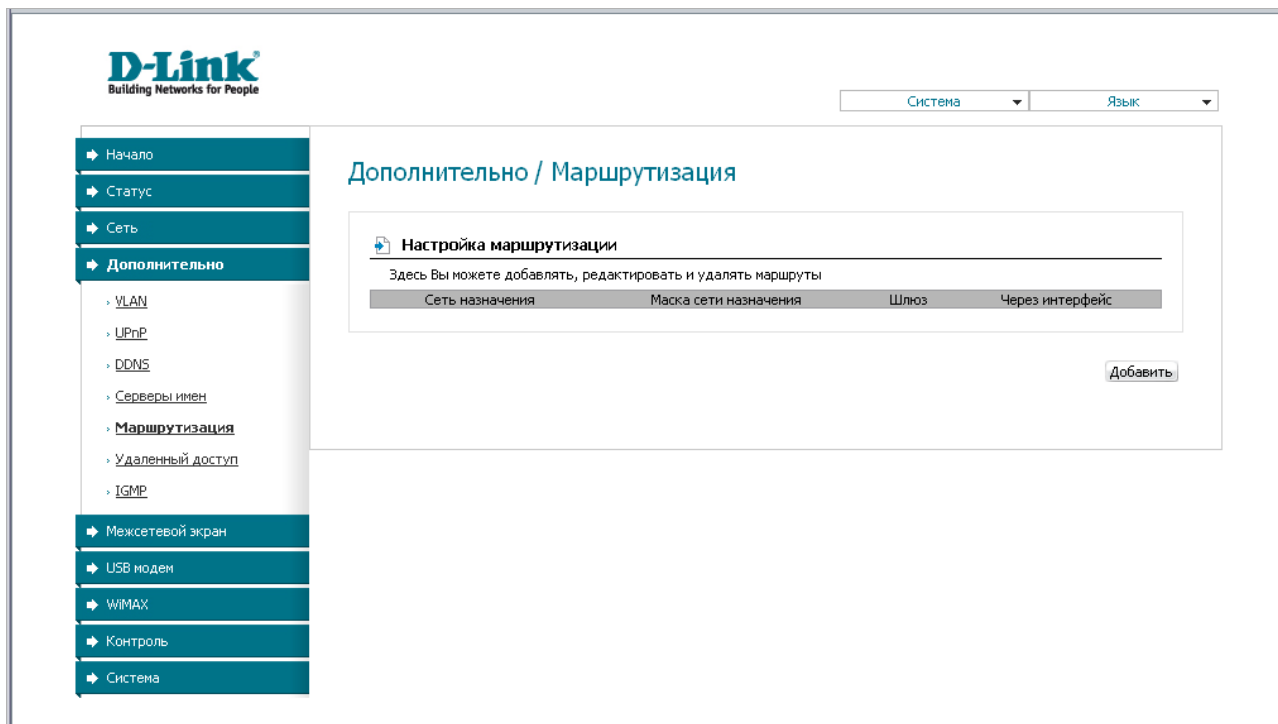 D-Link
Building Networks for People
Система
Язык
Начало
Статус
Сеть
Дополнительно
VLAN
UPnP
DDNS
Серверы имен
Маршрутизация
Удаленный доступ
IGMP
Межсетевой экран
USB модем
WiMAX
Контроль
Система
Дополнительно / Маршрутизация
Настройка маршрутизации
Здесь Вы можете добавлять, редактировать и удалять маршруты
Сеть назначения Маска сети назначения Шлюз Через интерфейс
Добавить